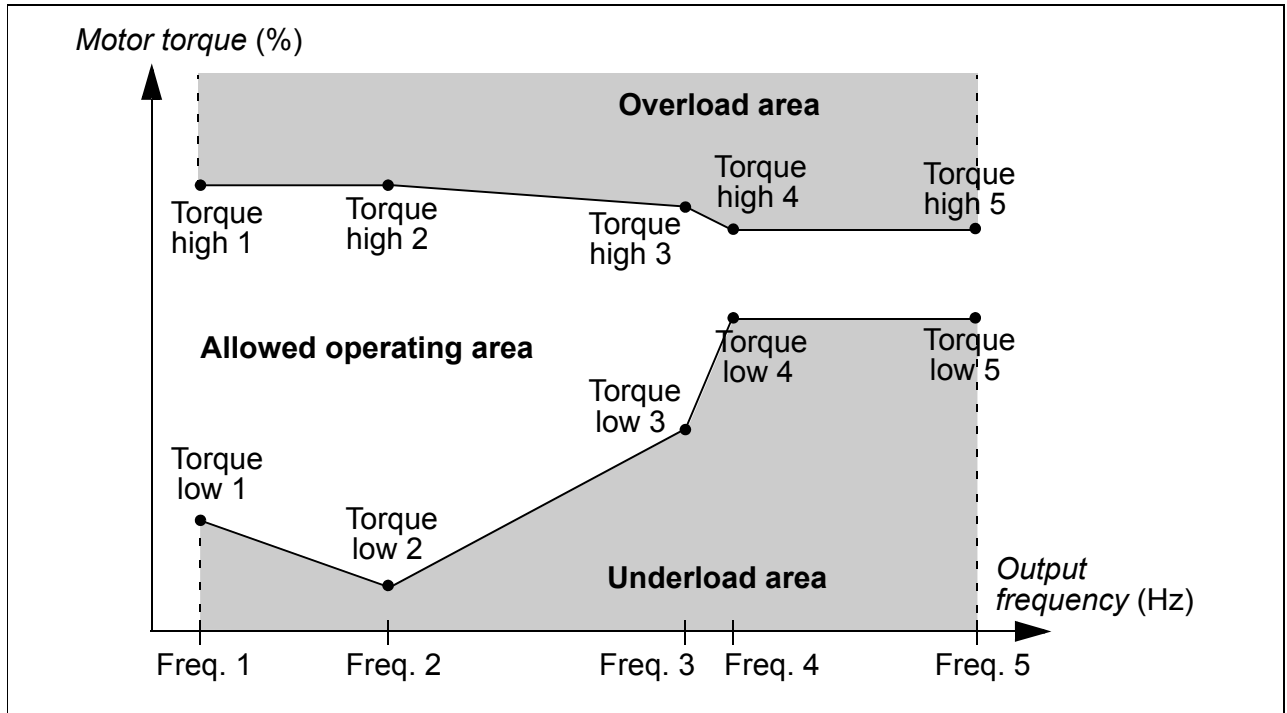 Motor torque (%)
Overload area
Torque
high 4
Torque
high 5
Torque
high 1
Torque
high 2
Torque
high 3
Allowed operating area
Torque
low 4
Torque
low 5
Torque
low 3
Torque
low 1
Torque
low 2
Underload area
Output
frequency (Hz)
Freq. 1
Freq. 2
Freq. 3
Freq. 4
Freq. 5